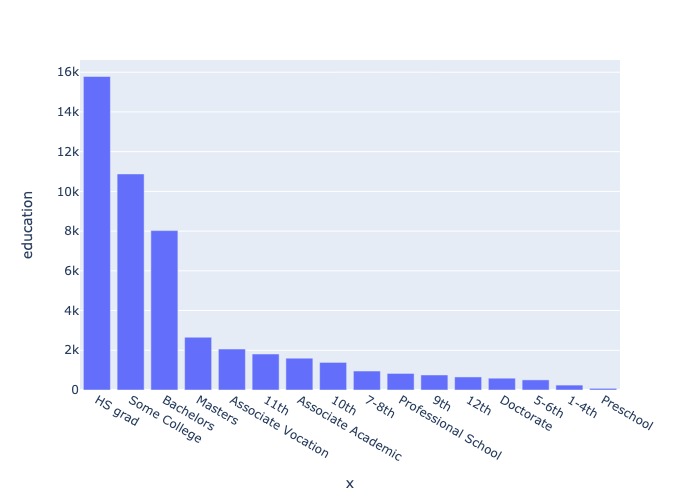 16k
14k
12k
10k
8k
6k
4k
2k
0
education
HS grad
Some College
Bachelors
Masters
Associate Vocation
11th
Associate Academic
10th
7-8th
Professional School
9th
12th
Doctorate
5-6th
1-4th
Preschool
x